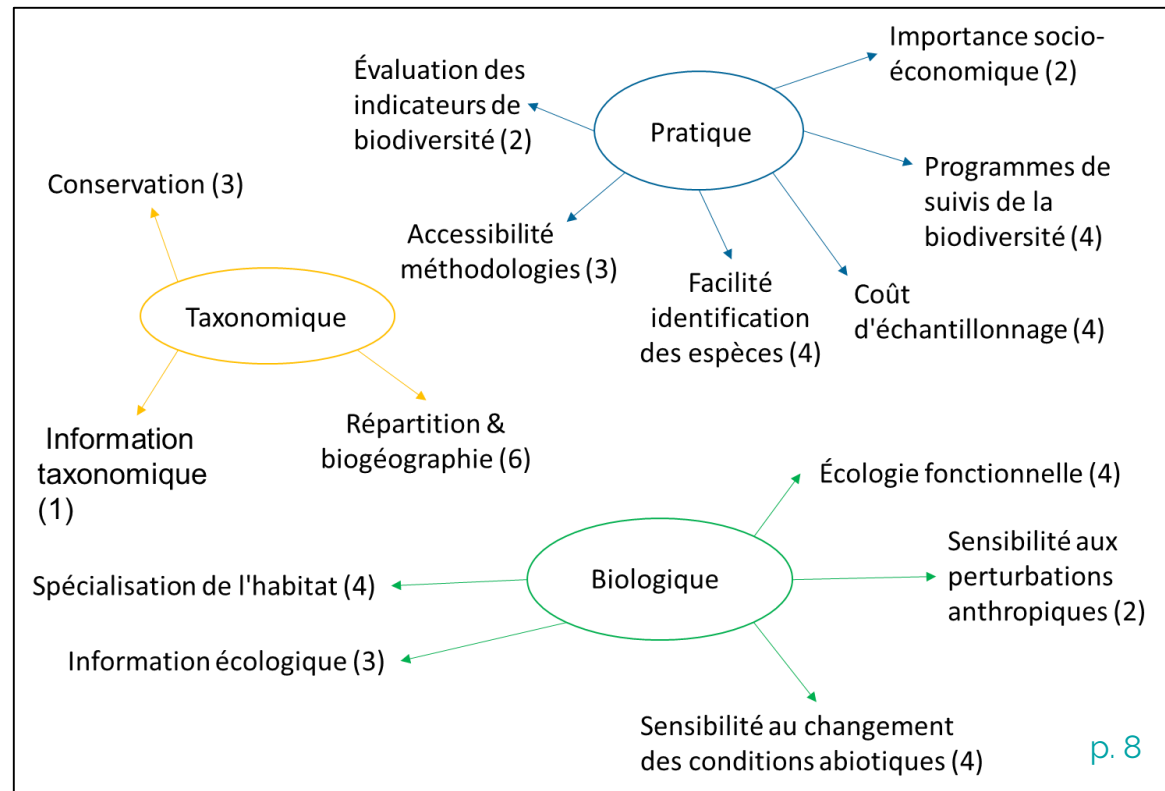 Importance socio-
économique (2)
Évaluation des
indicateurs de
biodiversité (2)
Pratique
Programmes de
suivis de la
biodiversité (4)
Conservation (3)
Accessibilité
méthodologies (3)
Facilité
identification
des espèces (4)
Coût
d'échantillonnage (4)
Taxonomique
Information
taxonomique
(1)
Répartition &
biogéographie (6)
Écologie fonctionnelle (4)
Sensibilité aux
perturbations
anthropiques (2)
Biologique
Spécialisation de l'habitat (4)
Information écologique (3)
Sensibilité au changement
des conditions abiotiques (4)
p. 8